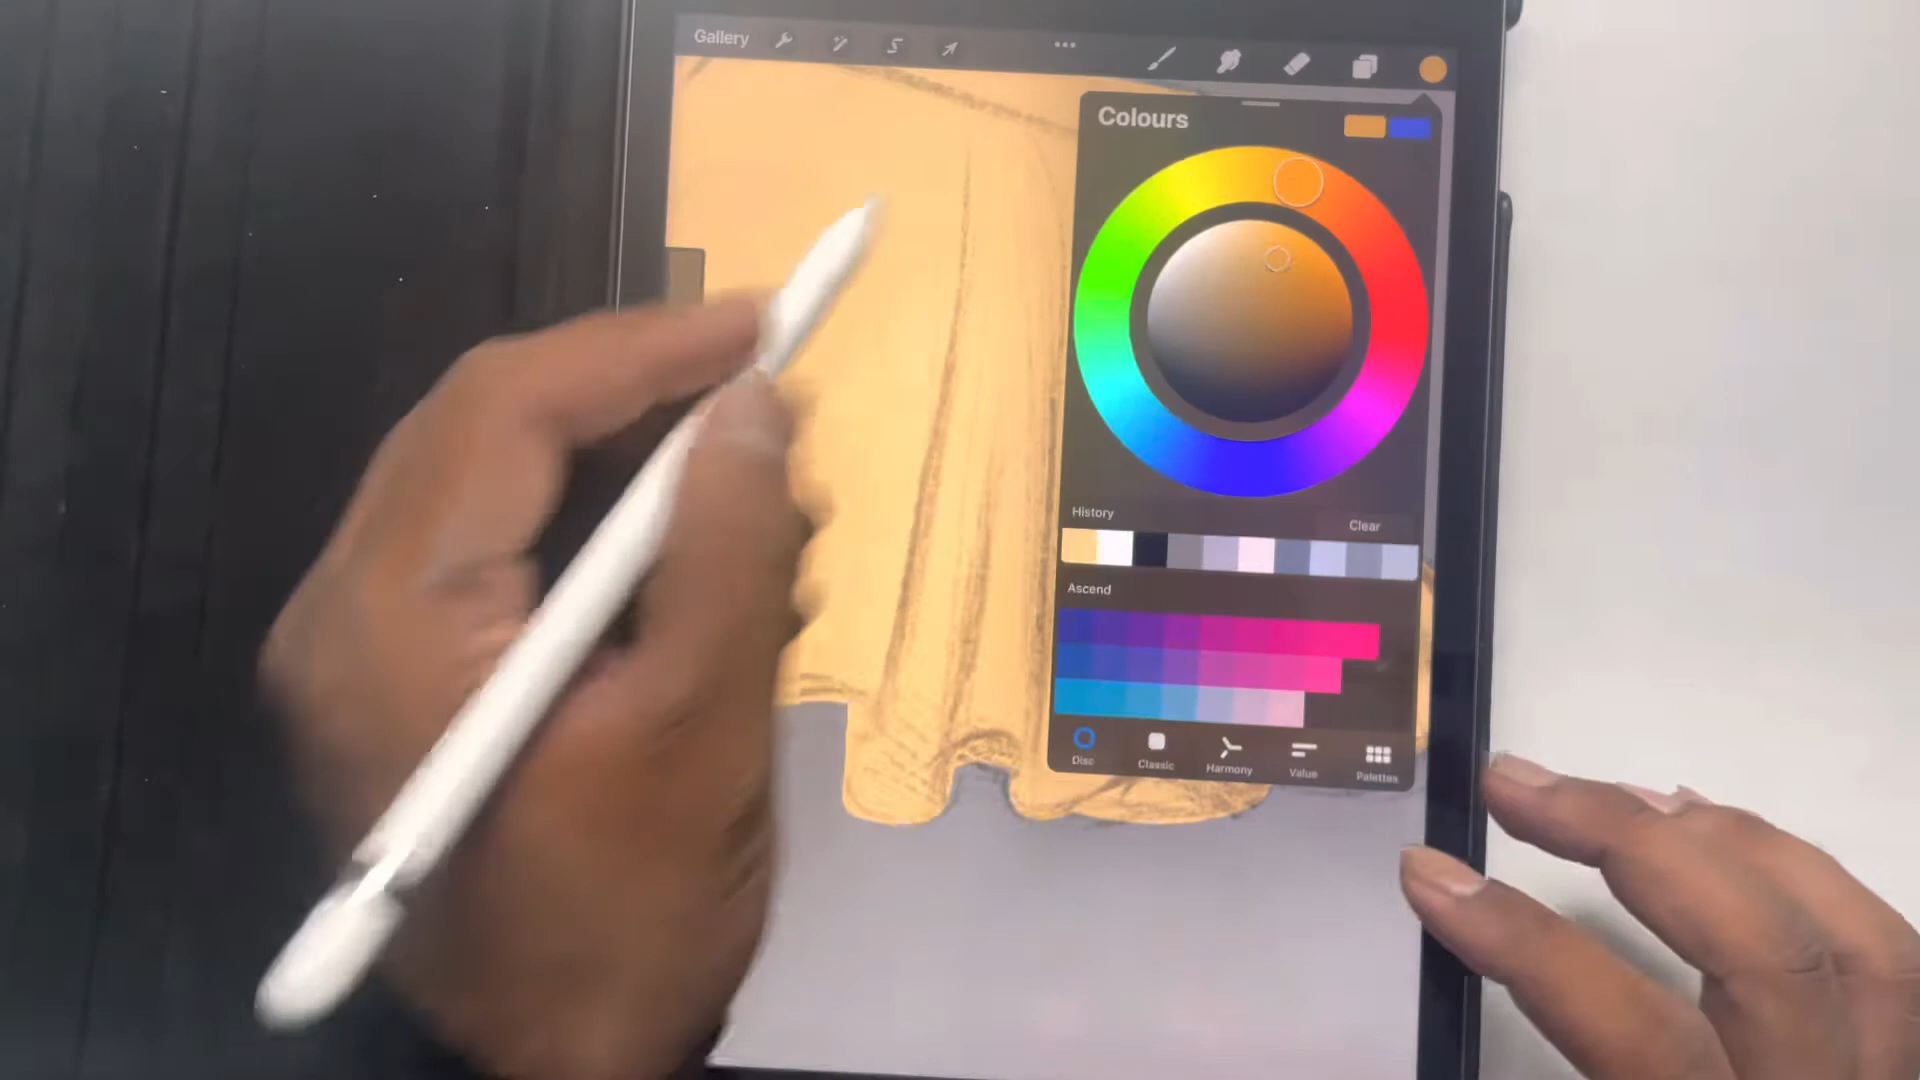 Gallery
Colours
History
Clear
Ascend
Disc
Classic
Harmony
Value
Palettes